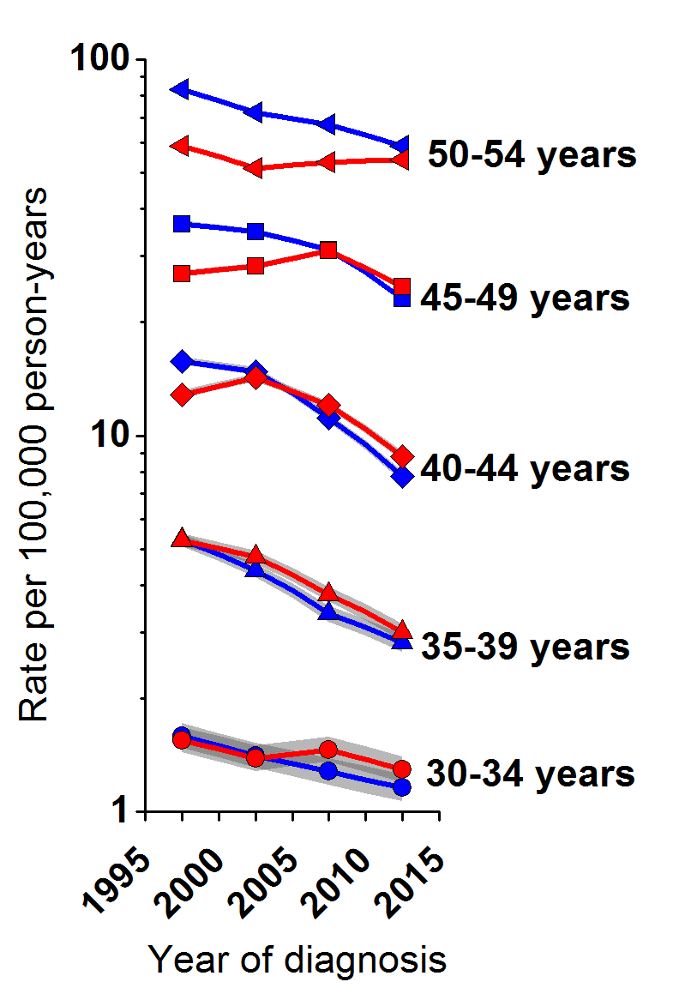 100
50-54 years
45-49 years
10
40-44 years
35-39 years
30-34 years
1
Rate per 100,000 person-years
1995
2000
2005
2010
2015
Year of diagnosis